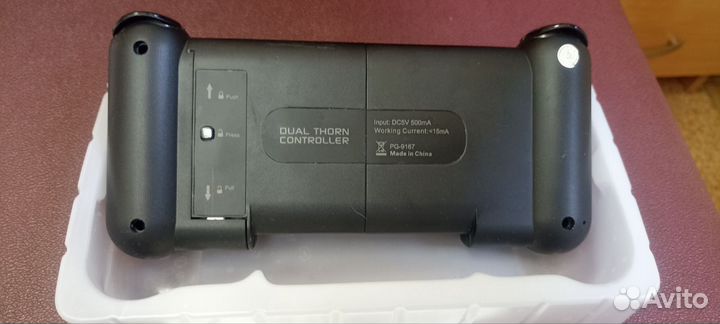 Push
Press
Pull
DUAL THORN
CONTROLLER
Input: DC5V 500mA
Working Current:<15mA
PG-9167
Made in China
Avito